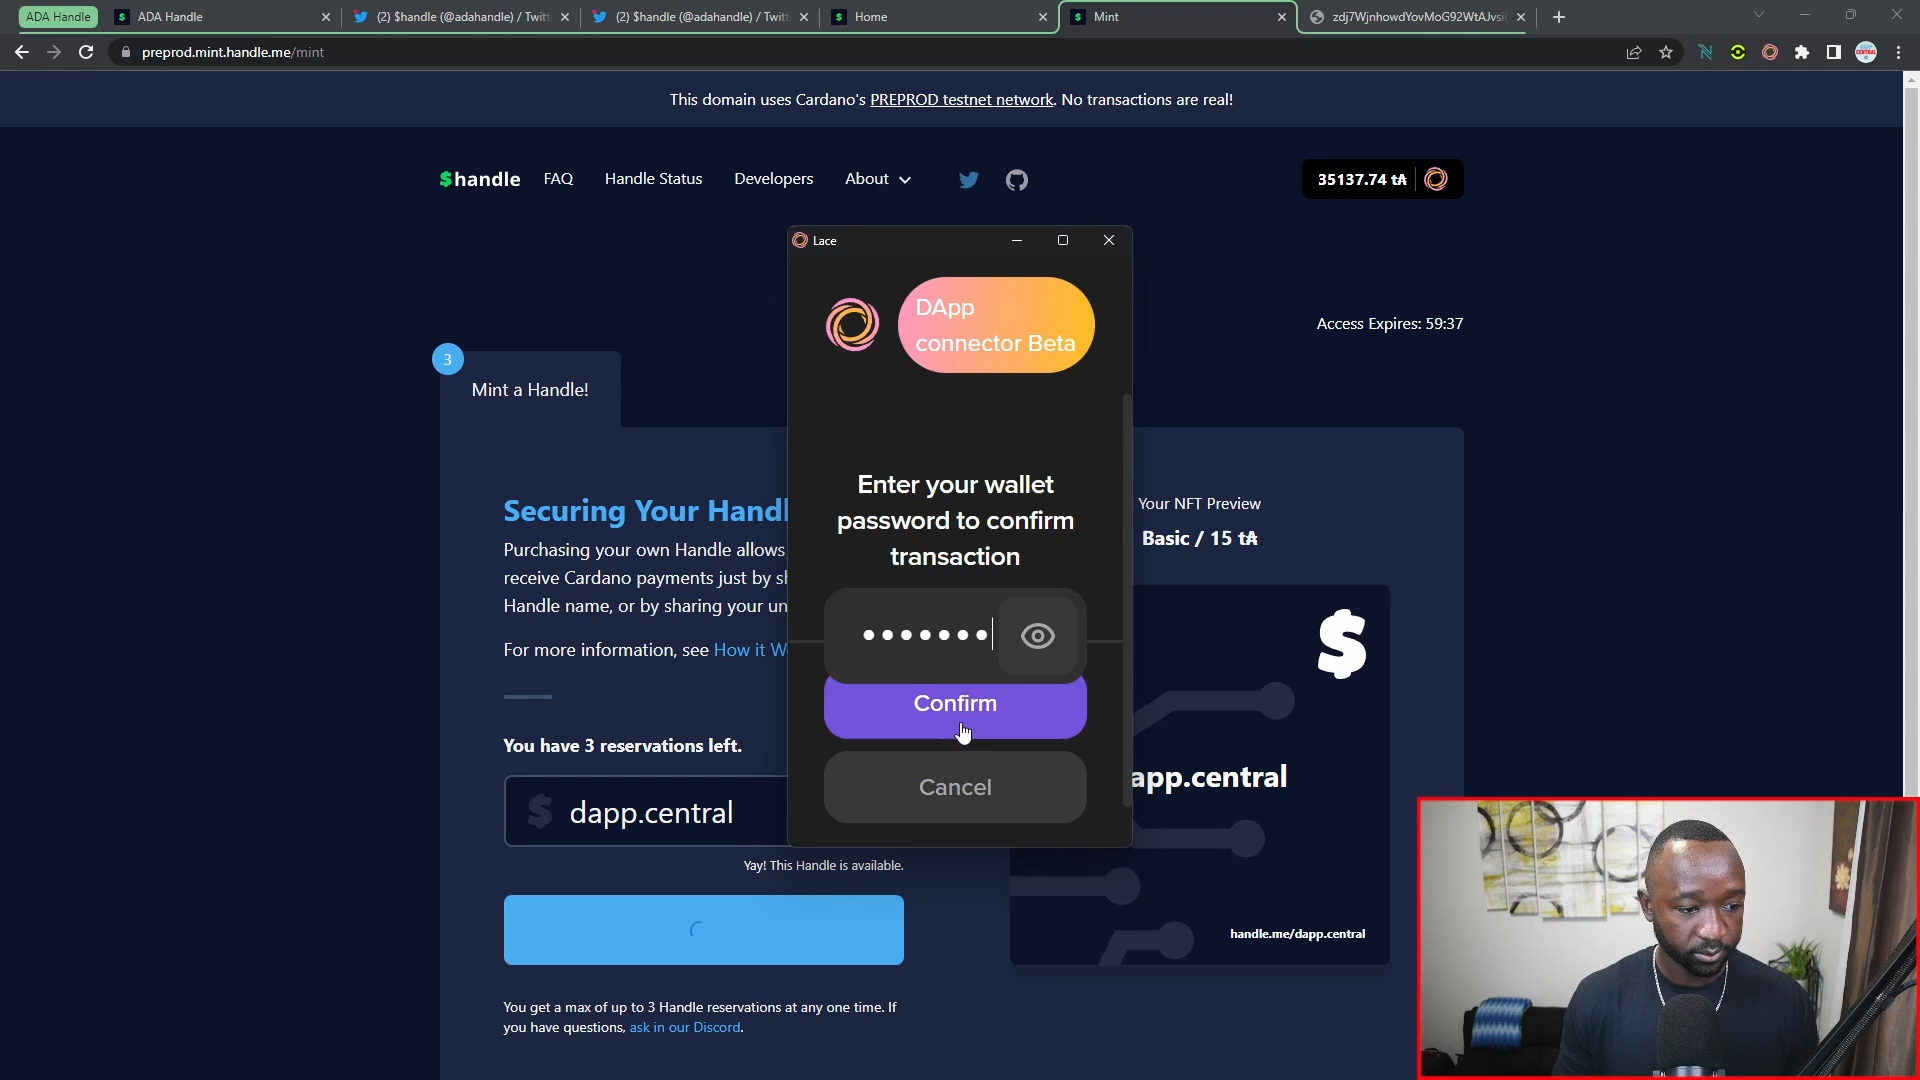 ADA Handle
ADA Handle
(2) $handle (@adahandle) / Twitt
(2) $handle (@adahandle) / Twitt
Home
Mint
preprod.mint.handle.me/mint
This domain uses Cardano's PREPROD testnet network. No transactions are real!
$handle
FAQ
Handle Status
Developers
About
35137.74 t₳
Lace
DApp
connector Beta
Access Expires: 59:37
3
Mint a Handle!
Enter your wallet
password to confirm
transaction
Confirm
Cancel
Securing Your Handl
Purchasing your own Handle allows
receive Cardano payments just by sh
Handle name, or by sharing your un
For more information, see How it W
You have 3 reservations left.
$ dapp.central
Yay! This Handle is available.
You get a max of up to 3 Handle reservations at any one time. If
you have questions, ask in our Discord.
Your NFT Preview
Basic / 15 t₳
$
app.central
handle.me/dapp.central